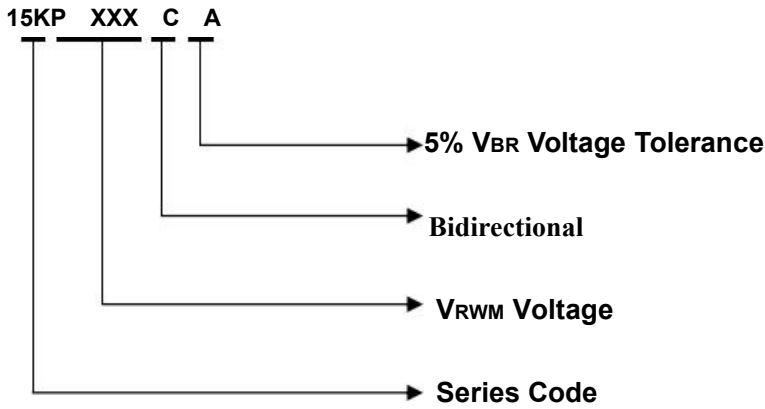 15KP XXX C A
5% VBR Voltage Tolerance
Bidirectional
VRWM Voltage
Series Code